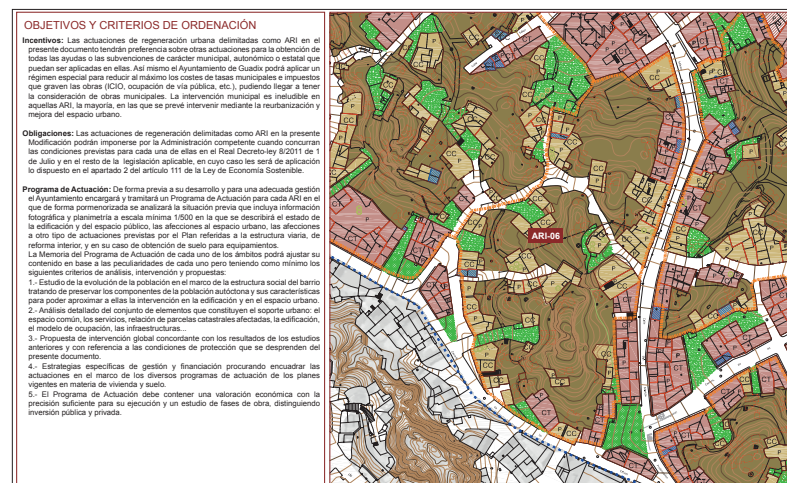 OBJETIVOS Y CRITERIOS DE ORDENACIÓN
Incentivos: Las actuaciones de regeneración urbana delimitadas como ARI en el
presente documento tendrán preferencia sobre otras actuaciones para la obtención de
todas las ayudas o las subvenciones de carácter municipal, autonómico o estatal que
puedan ser aplicadas en ellas. Así mismo el Ayuntamiento de Guadix podrá aplicar un
régimen especial para reducir al máximo los costes de tasas municipales e impuestos
que graven las obras (ICIO, ocupación de vía pública, etc.), pudiendo llegar a tener
la consideración de obras municipales. La intervención municipal es ineludible en
aquellas ARI, la mayoría, en las que se prevé intervenir mediante la reurbanización y
mejora del espacio urbano.
Obligaciones: Las actuaciones de regeneración delimitadas como ARI en la presente
Modificación podrán imponerse por la Administración competente cuando concurran
las condiciones previstas para cada una de ellas en el Real Decreto-ley 8/2011 de 1
de Julio y en el resto de la legislación aplicable, en cuyo caso les será de aplicación
lo dispuesto en el apartado 2 del artículo 111 de la Ley de Economía Sostenible.
Programa de Actuación: De forma previa a su desarrollo y para una adecuada gestión
el Ayuntamiento encargará y tramitará un Programa de Actuación para cada ARI en el
que de forma pormenorizada se analizará la situación previa que incluya información
fotográfica y planimetría a escala mínima 1/500 en la que se describirá el estado de
la edificación y del espacio público, las afecciones al espacio urbano, las afecciones
a otro tipo de actuaciones previstas por el Plan referidas a la estructura viaria, de
reforma interior, y en su caso de obtención de suelo para equipamientos.
La Memoria del Programa de Actuación de cada uno de los ámbitos podrá ajustar su
contenido en base a las peculiaridades de cada uno pero teniendo como mínimo los
siguientes criterios de análisis, intervención y propuestas:
1.- Estudio de la evolución de la población en el marco de la estructura social del barrio
tratando de preservar los componentes de la población autóctona y sus características
para poder aproximar a ellas la intervención en la edificación y en el espacio urbano.
2.- Análisis detallado del conjunto de elementos que constituyen el soporte urbano: el
espacio común, los servicios, relación de parcelas catastrales afectadas, la edificación,
el modelo de ocupación, las infraestructuras...
3.- Propuesta de intervención global concordante con los resultados de los estudios
anteriores y con referencia a las condiciones de protección que se desprenden del
presente documento.
4.- Estrategias específicas de gestión y financiación procurando encuadrar las
actuaciones en el marco de los diversos programas de actuación de los planes
vigentes en materia de vivienda y suelo.
5.- El Programa de Actuación debe contener una valoración económica con la
precisión suficiente para su ejecución y un estudio de fases de obra, distinguiendo
inversión pública y privada.
ARI-06